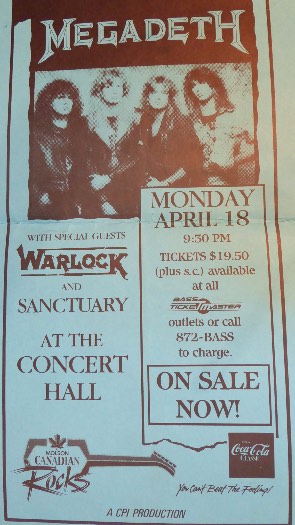 MEGADETH
WITH SPECIAL GUESTS
WARLOCK
AND
SANCTUARY
AT THE
CONCERT
HALL
MONDAY
APRIL 18
9:30 PM
TICKETS $19.50
(plus s.c.) available
at all
BASS
TICKETMASTER
outlets or call
872-BASS
to charge.
ON SALE
NOW!
MOLSON
CANADIAN
Rocks
Coca-Cola
CLASSIC
You Can't Beat The Feeling!
A CPI PRODUCTION